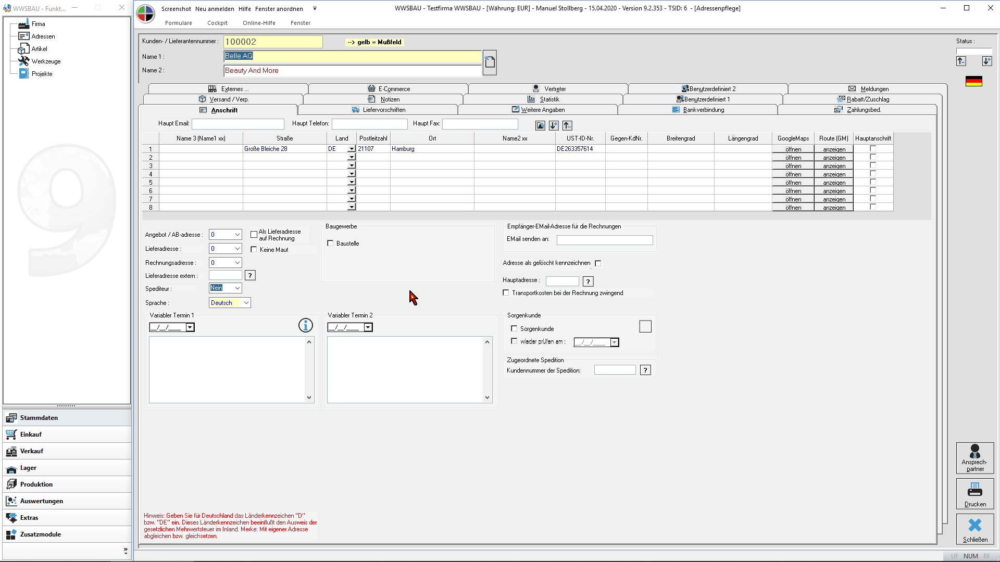 WWSBAU - Funkt...
Firma
Adressen
Artikel
Werkzeuge
Projekte
Stammdaten
Einkauf
Verkauf
Lager
Produktion
Auswertungen
Extras
Zusatzmodule
Screenshot Neu anmelden Hilfe Fenster anordnen
WWSBAU - Testfirma WWSBAU - [Währung: EUR] - Manuel Stollberg - 15.04.2020 - Version 9.2.353 - TSID: 6 - [Adressenpflege]
Formulare Cockpit Online-Hilfe Fenster
Kunden- / Lieferantennummer : 100002 --> gelb = Mußfeld
Name 1 : Belle AG
Name 2 : Beauty And More
Status :
Externes ... E-Commerce Vertreter Benutzerdefiniert 2 Meldungen
Versand / Verp. Notizen Statistik Benutzerdefiniert 1 Rabatt/Zuschlag
Anschrift Liefervorschriften Weitere Angaben Bankverbindung Zahlungsbed.
Haupt Email: Haupt Telefon: Haupt Fax:
Name 3 (Name1 xx) Straße Land Postleitzahl Ort Name2 xx UST-ID-Nr. Gegen-KdNr. Breitengrad Längengrad GoogleMaps Route (GM) Hauptanschrift
1 Große Bleiche 28 DE 21107 Hamburg DE263357614 öffnen anzeigen
2 öffnen anzeigen
3 öffnen anzeigen
4 öffnen anzeigen
5 öffnen anzeigen
6 öffnen anzeigen
7 öffnen anzeigen
8 öffnen anzeigen
Angebot / AB-adresse : 0
Als Lieferadresse
auf Rechnung
Lieferadresse : 0
Keine Maut
Rechnungsadresse : 0
Lieferadresse extern : ?
Spediteur : Nein
Sprache : Deutsch
Baugewerbe
Baustelle
Empfänger-EMail-Adresse für die Rechnungen
EMail senden an:
Adresse als gelöscht kennzeichnen
Hauptadresse : ?
Transportkosten bei der Rechnung zwingend
Variabler Termin 1
__/__/____
Variabler Termin 2
__/__/____
Sorgenkunde
Sorgenkunde
wieder prüfen am : __/__/____
Zugeordnete Spedition
Kundennummer der Spedition: ?
Hinweis: Geben Sie für Deutschland das Länderkennzeichen "D"
bzw. "DE" ein. Dieses Länderkennzeichen beeinflußt den Ausweis der
gesetzlichen Mehrwertsteuer im Inland. Merke: Mit eigener Adresse
abgleichen bzw. gleichsetzen.
Ansprech-
partner
Drucken
Schließen
UF NUM RF